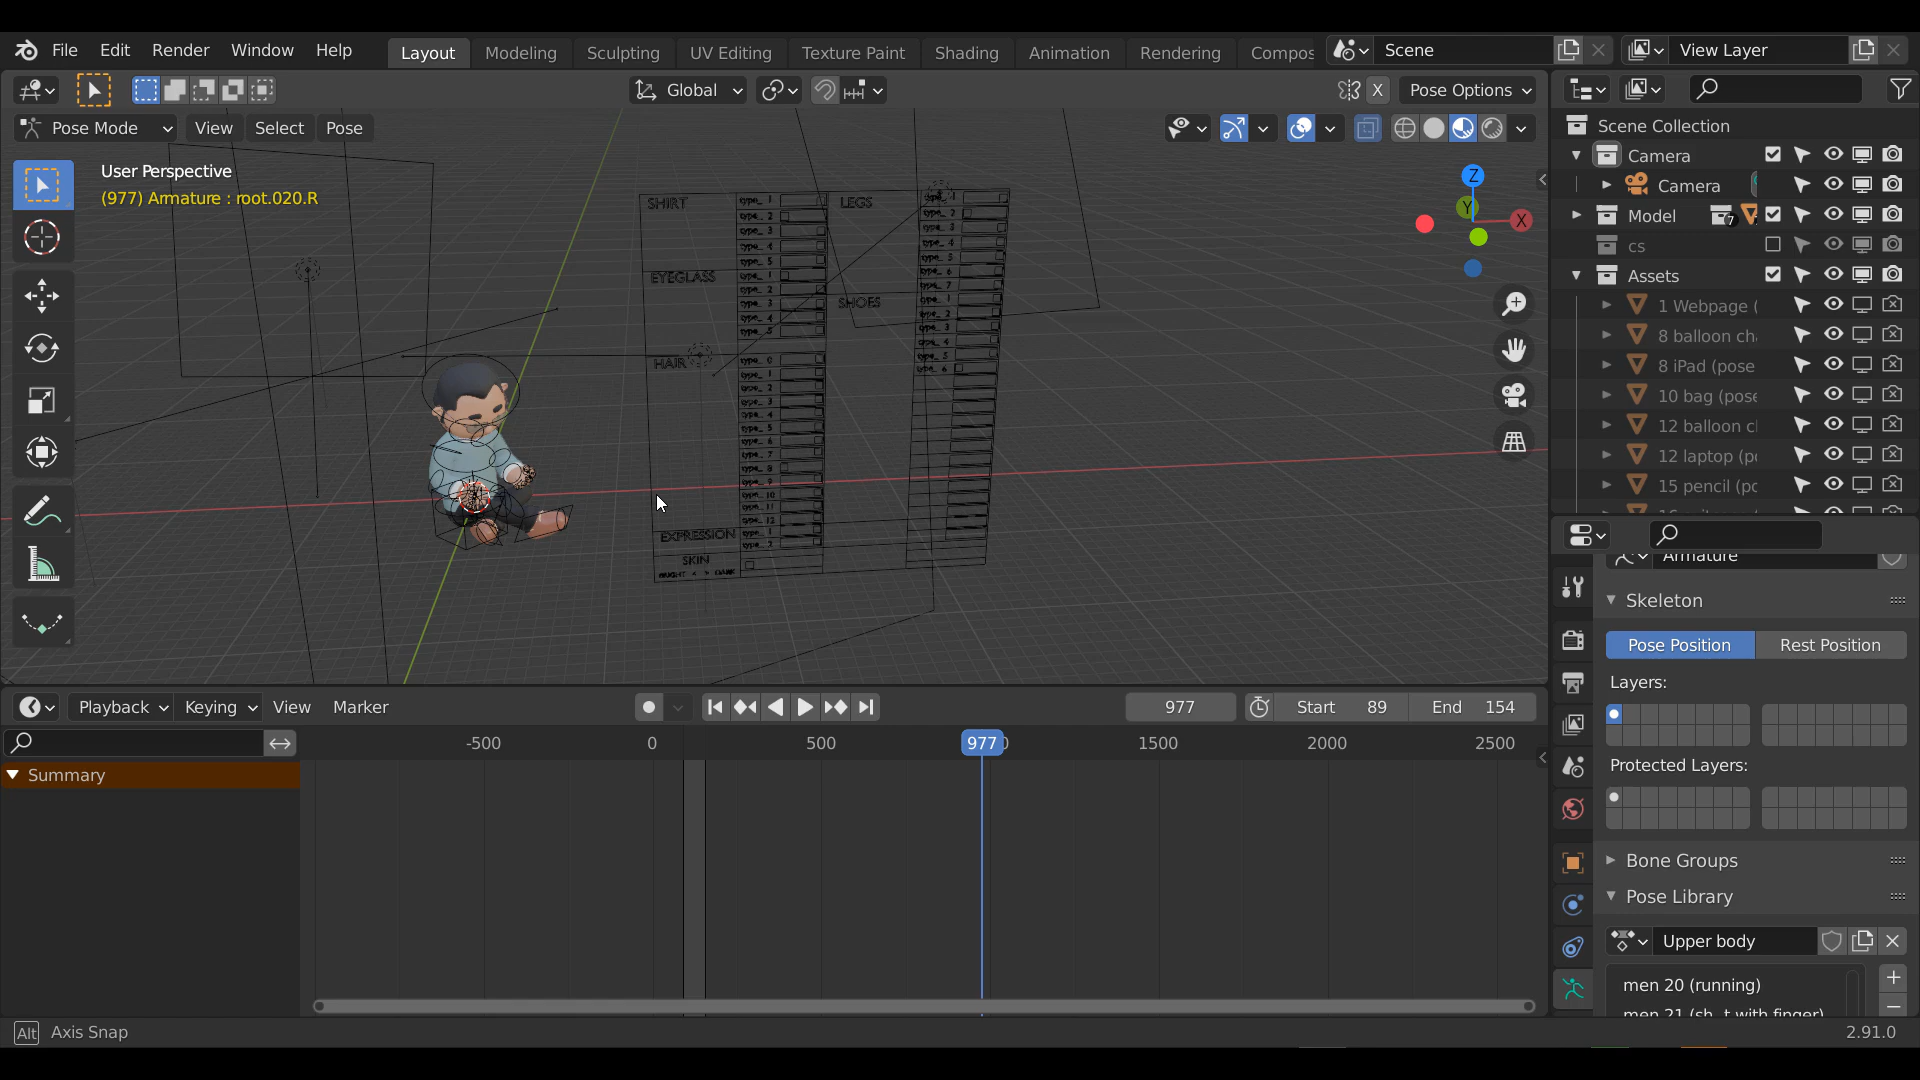 File Edit Render Window Help
Layout Modeling Sculpting UV Editing Texture Paint Shading Animation Rendering Compos
Scene
View Layer
Global
X
Pose Options
Pose Mode View Select Pose
User Perspective
(977) Armature : root.020.R
Z
Y
X
SHIRT
EYEGLASS
HAIR
EXPRESSION
SKIN
LEGS
SHOES
Scene Collection
Camera
Camera
Model
7
cs
Assets
1 Webpage (
8 balloon ch
8 iPad (pose
10 bag (pose
12 balloon cl
12 laptop (po
15 pencil (po
Armature
Skeleton
Pose Position Rest Position
Layers:
Protected Layers:
Bone Groups
Pose Library
Upper body
men 20 (running)
Playback Keying View Marker
977
Start 89
End 154
-500 0 500 977 1500 2000 2500
Summary
Alt Axis Snap
2.91.0